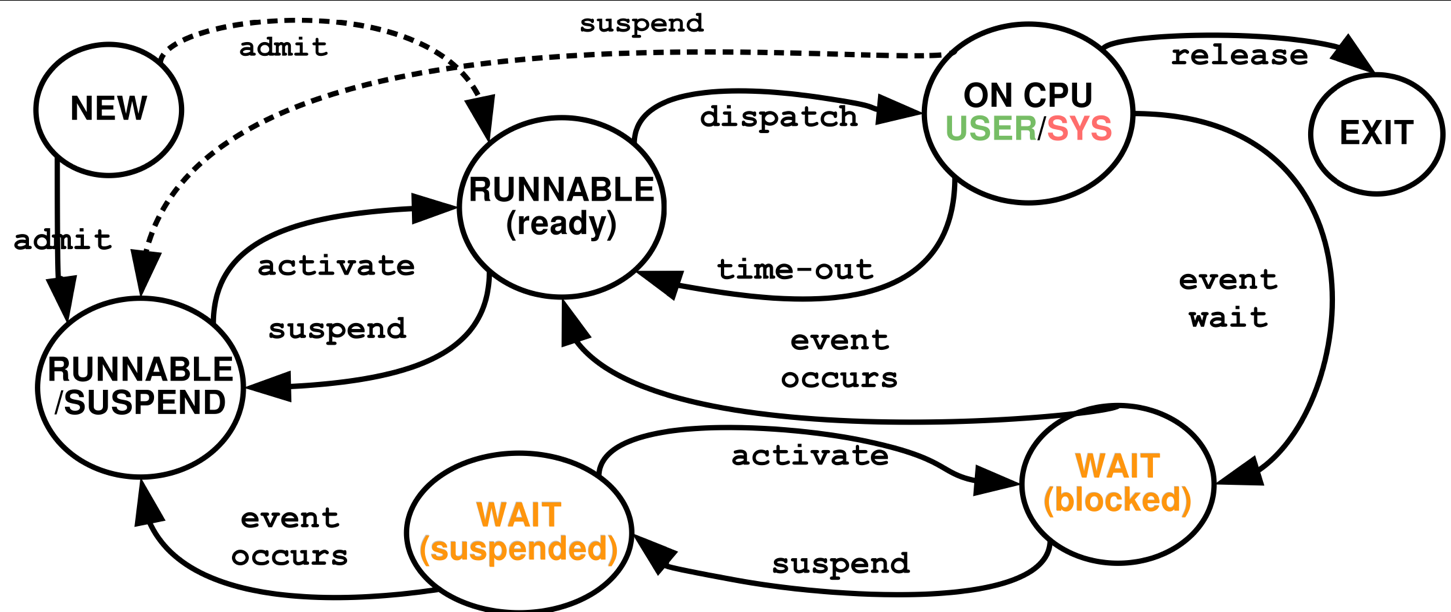 suspend
admit
NEW
release
ON CPU
USER/SYS
dispatch
EXIT
RUNNABLE
(ready)
admit
activate
time-out
event
wait
suspend
event
occurs
RUNNABLE
/SUSPEND
activate
WAIT
(blocked)
event
occurs
WAIT
(suspended)
suspend